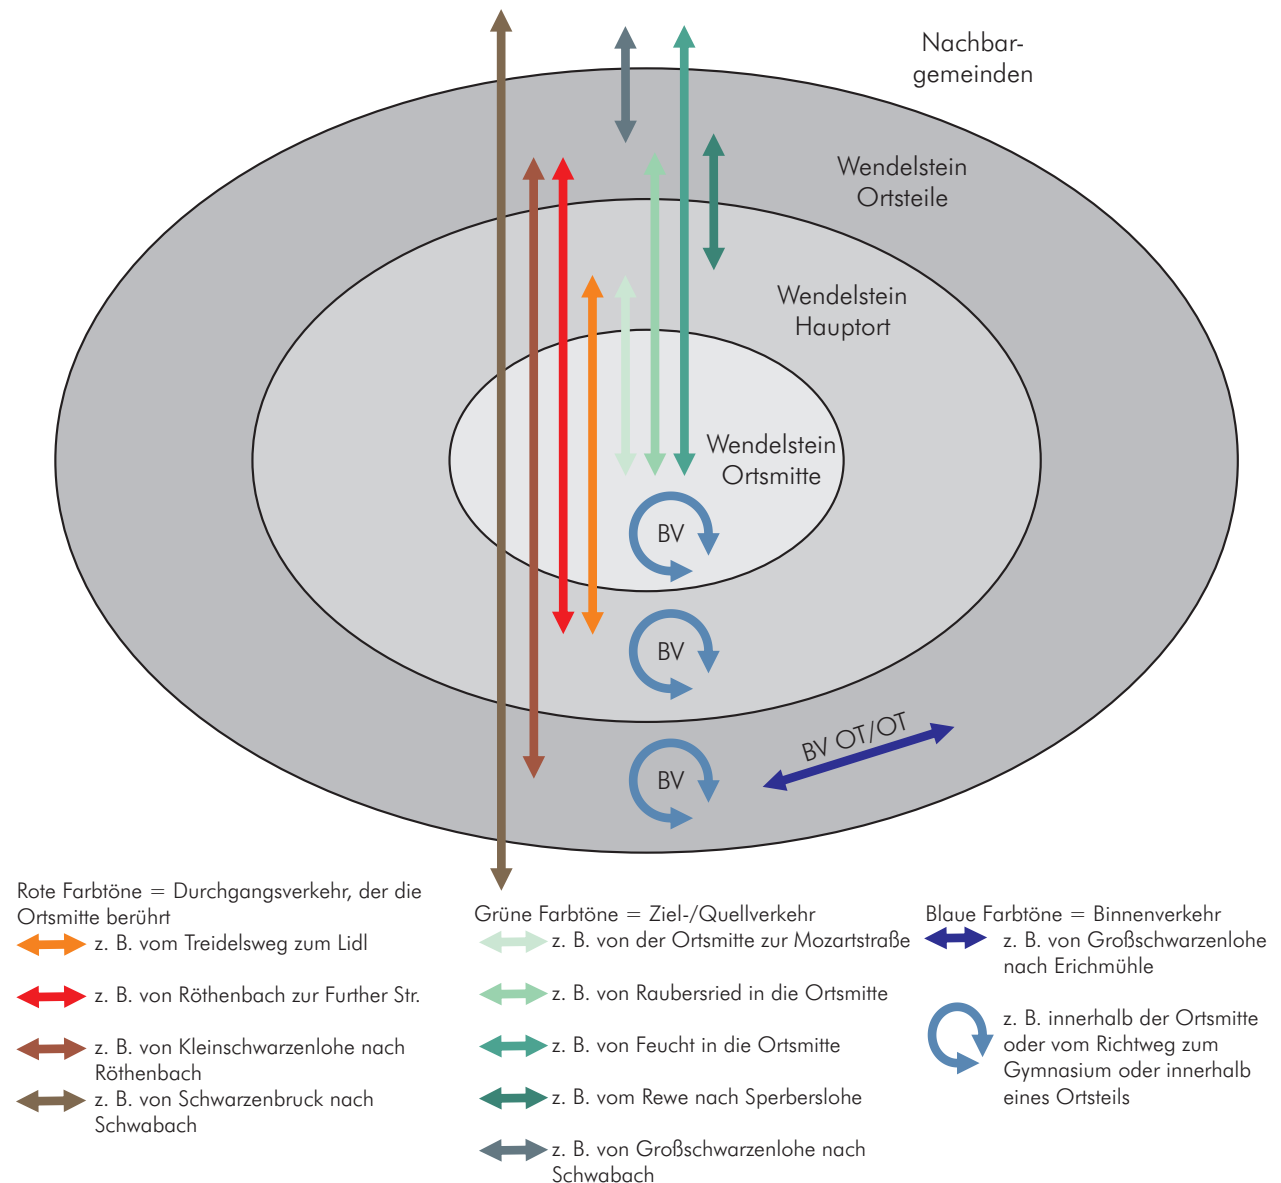 Nachbar-
gemeinden
Wendelstein
Ortsteile
Wendelstein
Hauptort
Wendelstein
Ortsmitte
BV
BV
BV OT/OT
BV
Rote Farbtöne = Durchgangsverkehr, der die
Ortsmitte berührt
z. B. vom Treidelsweg zum Lidl
z. B. von Röthenbach zur Further Str.
z. B. von Kleinschwarzenlohe nach
Röthenbach
z. B. von Schwarzenbruck nach
Schwabach
Grüne Farbtöne = Ziel-/Quellverkehr
z. B. von der Ortsmitte zur Mozartstraße
z. B. von Raubersried in die Ortsmitte
z. B. von Feucht in die Ortsmitte
z. B. vom Rewe nach Sperberslohe
z. B. von Großschwarzenlohe nach
Schwabach
Blaue Farbtöne = Binnenverkehr
z. B. von Großschwarzenlohe
nach Erichmühle
z. B. innerhalb der Ortsmitte
oder vom Richtweg zum
Gymnasium oder innerhalb
eines Ortsteils